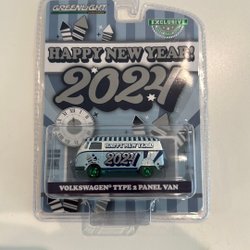 GREENLIGHT
EXCLUSIVE
HAPPY NEW YEAR!
2024
HAPPY NEW YEAR!
2024
VOLKSWAGEN® TYPE 2 PANEL VAN